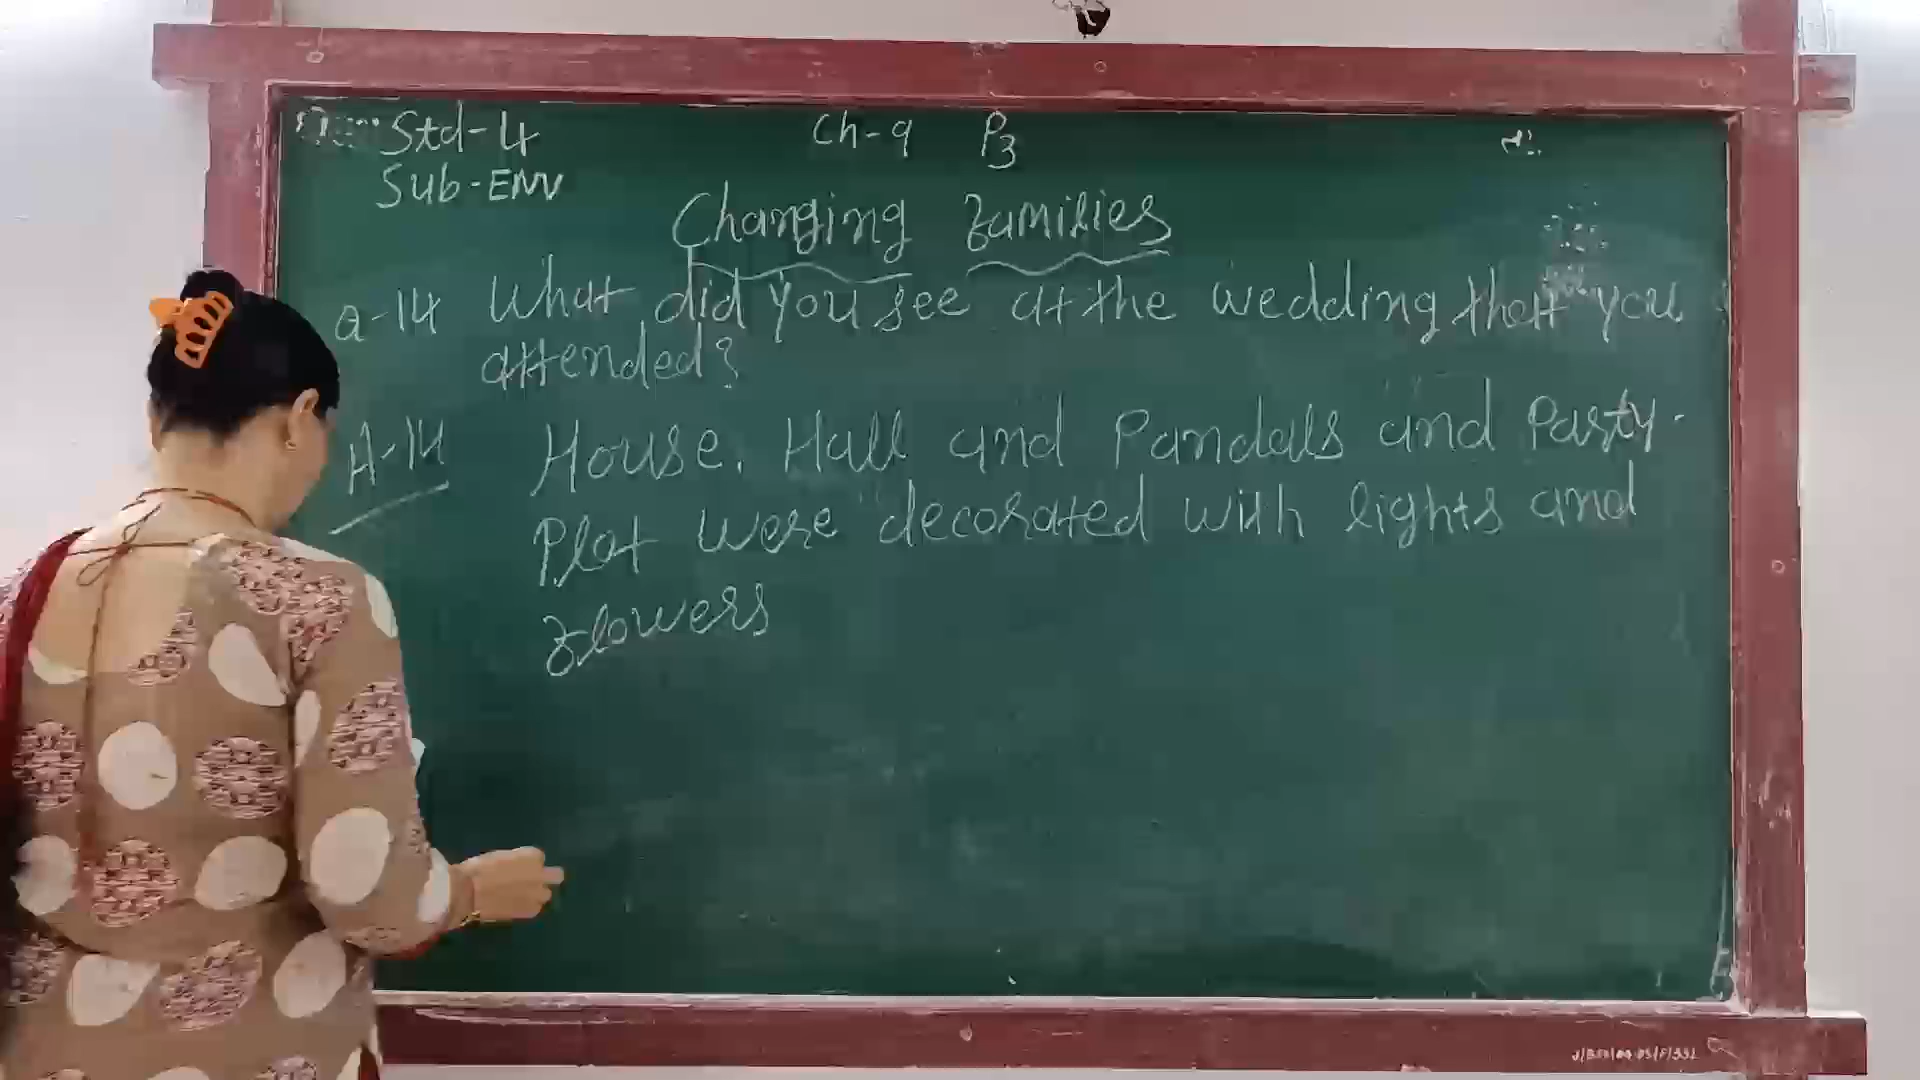 Std-4 Ch-9 P3
Sub-ENV
Changing Families
Q-14 What did you see at the wedding that you
attended?
A-14 House. Hall and Pandals and Party-
Plot were decorated with lights and
flowers